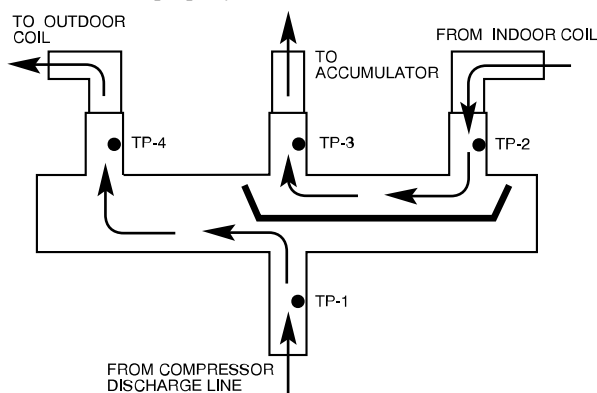 TO OUTDOOR
COIL
TO
ACCUMULATOR
FROM INDOOR COIL
TP-4
TP-3
TP-2
TP-1
FROM COMPRESSOR
DISCHARGE LINE